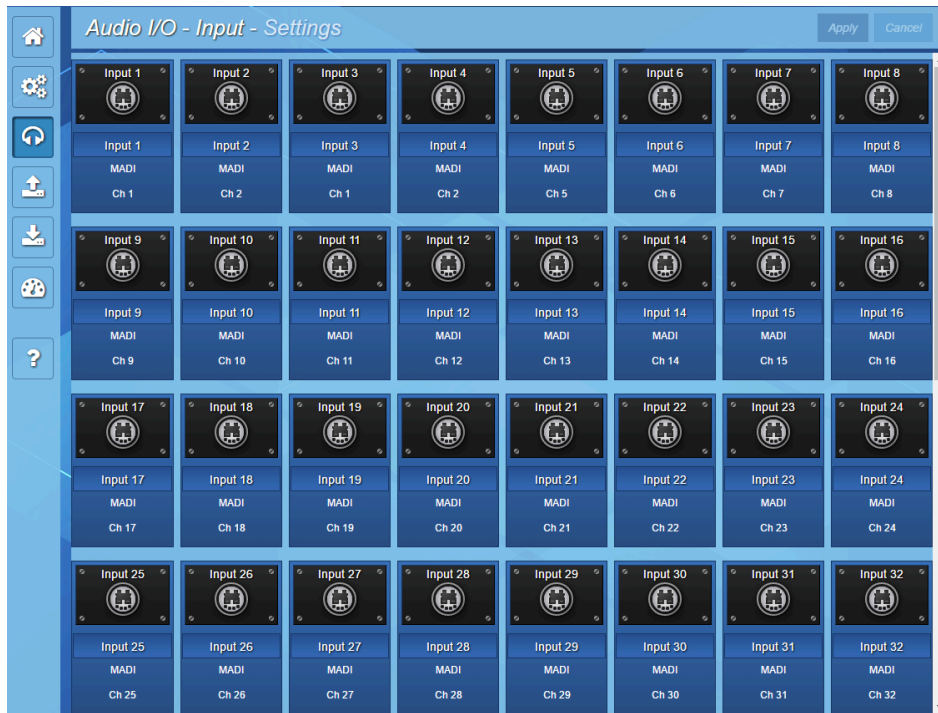 Audio I/O - Input - Settings Apply Cancel
Input 1 Input 2 Input 3 Input 4 Input 5 Input 6 Input 7 Input 8
Input 1 Input 2 Input 3 Input 4 Input 5 Input 6 Input 7 Input 8
MADI MADI MADI MADI MADI MADI MADI MADI
Ch 1 Ch 2 Ch 1 Ch 2 Ch 5 Ch 6 Ch 7 Ch 8
Input 9 Input 10 Input 11 Input 12 Input 13 Input 14 Input 15 Input 16
Input 9 Input 10 Input 11 Input 12 Input 13 Input 14 Input 15 Input 16
MADI MADI MADI MADI MADI MADI MADI MADI
Ch 9 Ch 10 Ch 11 Ch 12 Ch 13 Ch 14 Ch 15 Ch 16
?
Input 17 Input 18 Input 19 Input 20 Input 21 Input 22 Input 23 Input 24
Input 17 Input 18 Input 19 Input 20 Input 21 Input 22 Input 23 Input 24
MADI MADI MADI MADI MADI MADI MADI MADI
Ch 17 Ch 18 Ch 19 Ch 20 Ch 21 Ch 22 Ch 23 Ch 24
Input 25 Input 26 Input 27 Input 28 Input 29 Input 30 Input 31 Input 32
Input 25 Input 26 Input 27 Input 28 Input 29 Input 30 Input 31 Input 32
MADI MADI MADI MADI MADI MADI MADI MADI
Ch 25 Ch 26 Ch 27 Ch 28 Ch 29 Ch 30 Ch 31 Ch 32